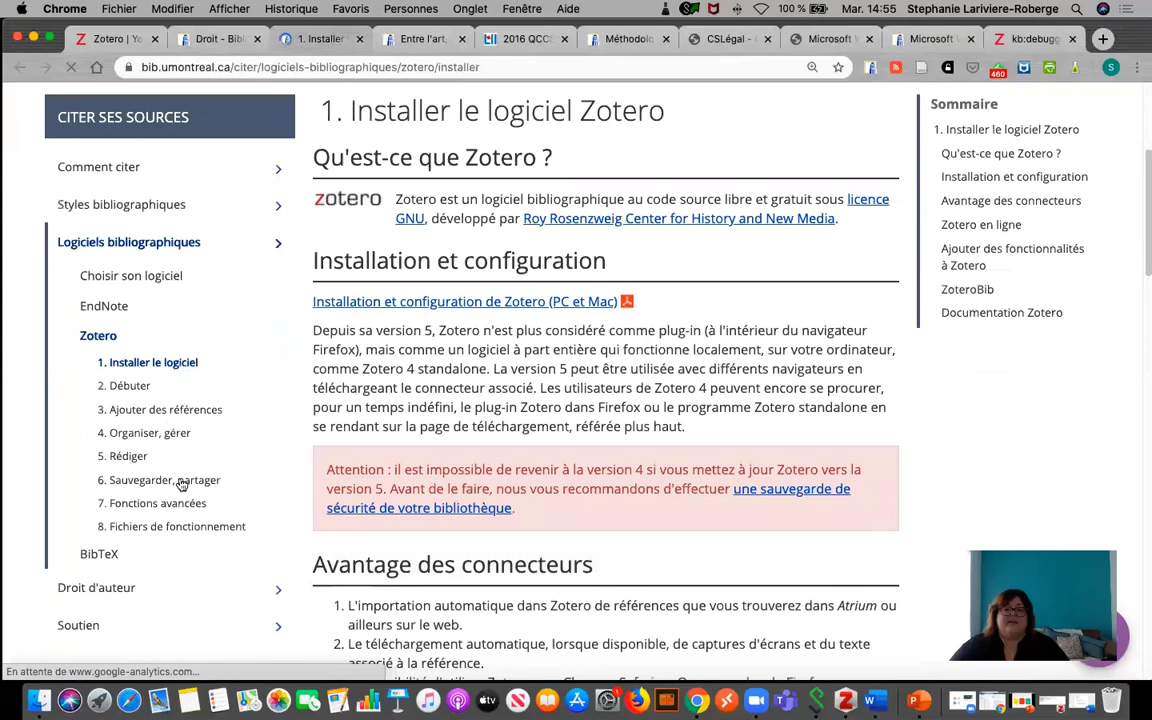 Chrome Fichier Modifier Afficher Historique Favoris Personnes Onglet Fenêtre Aide 100 % Mar. 14:55 Stephanie Lariviere-Roberge
Zotero | Yo Droit - Bibl 1. Installer Entre l'art, 2016 QCCS Méthodolo CSLégal - Microsoft W Microsoft W kb:debugg
bib.umontreal.ca/citer/logiciels-bibliographiques/zotero/installer
460
S
CITER SES SOURCES
Comment citer
Styles bibliographiques
Logiciels bibliographiques
Choisir son logiciel
EndNote
Zotero
1. Installer le logiciel
2. Débuter
3. Ajouter des références
4. Organiser, gérer
5. Rédiger
6. Sauvegarder, partager
7. Fonctions avancées
8. Fichiers de fonctionnement
BibTeX
Droit d'auteur
Soutien
1. Installer le logiciel Zotero
Qu'est-ce que Zotero ?
zotero
Zotero est un logiciel bibliographique au code source libre et gratuit sous licence
GNU, développé par Roy Rosenzweig Center for History and New Media.
Installation et configuration
Installation et configuration de Zotero (PC et Mac)
Depuis sa version 5, Zotero n'est plus considéré comme plug-in (à l'intérieur du navigateur
Firefox), mais comme un logiciel à part entière qui fonctionne localement, sur votre ordinateur,
comme Zotero 4 standalone. La version 5 peut être utilisée avec différents navigateurs en
téléchargeant le connecteur associé. Les utilisateurs de Zotero 4 peuvent encore se procurer,
pour un temps indéfini, le plug-in Zotero dans Firefox ou le programme Zotero standalone en
se rendant sur la page de téléchargement, référée plus haut.
Attention : il est impossible de revenir à la version 4 si vous mettez à jour Zotero vers la
version 5. Avant de le faire, nous vous recommandons d'effectuer une sauvegarde de
sécurité de votre bibliothèque.
Avantage des connecteurs
1. L'importation automatique dans Zotero de références que vous trouverez dans Atrium ou
ailleurs sur le web.
2. Le téléchargement automatique, lorsque disponible, de captures d'écrans et du texte
associé à la référence.
Sommaire
1. Installer le logiciel Zotero
Qu'est-ce que Zotero ?
Installation et configuration
Avantage des connecteurs
Zotero en ligne
Ajouter des fonctionnalités
à Zotero
ZoteroBib
Documentation Zotero
En attente de www.google-analytics.com...